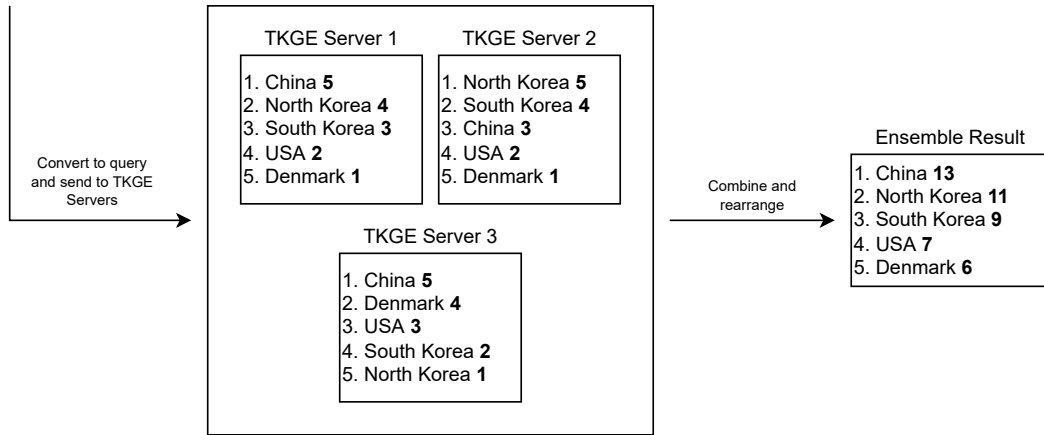 Convert to query
and send to TKGE
Servers
TKGE Server 1
1. China 5
2. North Korea 4
3. South Korea 3
4. USA 2
5. Denmark 1
TKGE Server 2
1. North Korea 5
2. South Korea 4
3. China 3
4. USA 2
5. Denmark 1
TKGE Server 3
1. China 5
2. Denmark 4
3. USA 3
4. South Korea 2
5. North Korea 1
Combine and
rearrange
Ensemble Result
1. China 13
2. North Korea 11
3. South Korea 9
4. USA 7
5. Denmark 6